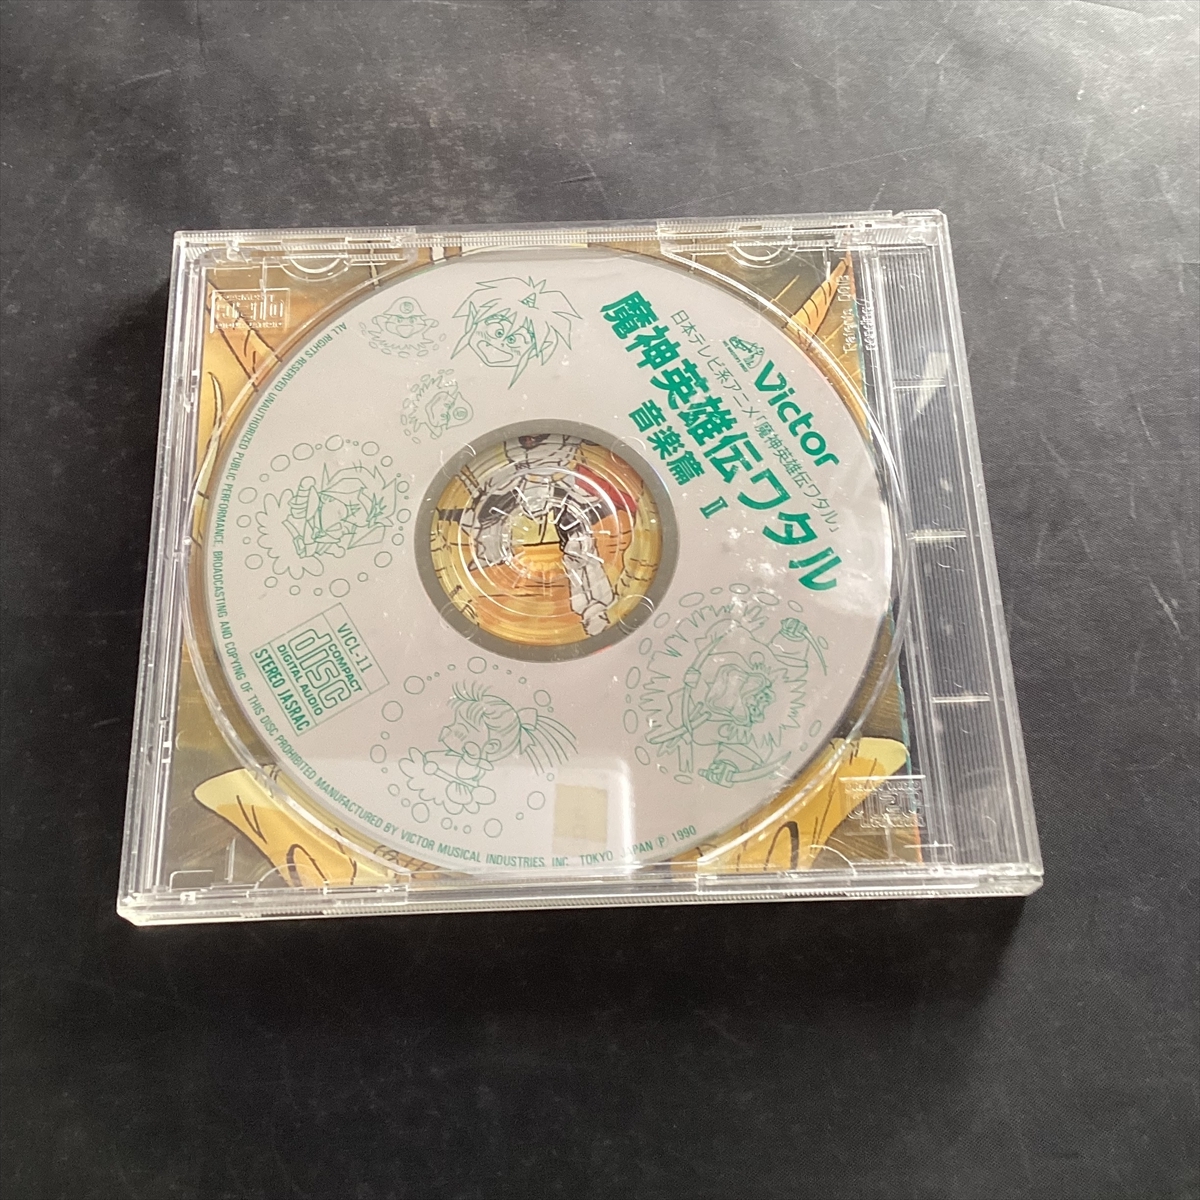 Victor
日本テレビ系アニメ「魔神英雄伝ワタル」
魔神英雄伝ワタル
音楽篇 II
VICL-11
COMPACT
disc
DIGITAL AUDIO
STEREO JASRAC
ALL RIGHTS RESERVED UNAUTHORIZED PUBLIC PERFORMANCE BROADCASTING AND COPYING OF THIS DISC PROHIBITED MANUFACTURED BY VICTOR MUSICAL INDUSTRIES, INC. TOKYO, JAPAN Ⓟ 1990